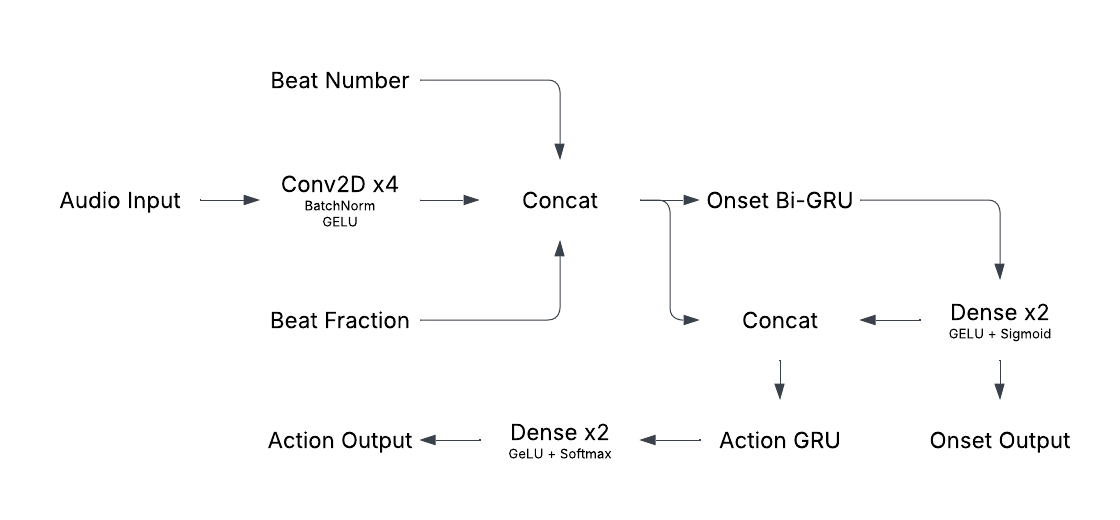 Beat Number
Audio Input
Conv2D x4
BatchNorm
GELU
Concat
Onset Bi-GRU
Beat Fraction
Concat
Dense x2
GELU + Sigmoid
Action Output
Dense x2
GeLU + Softmax
Action GRU
Onset Output